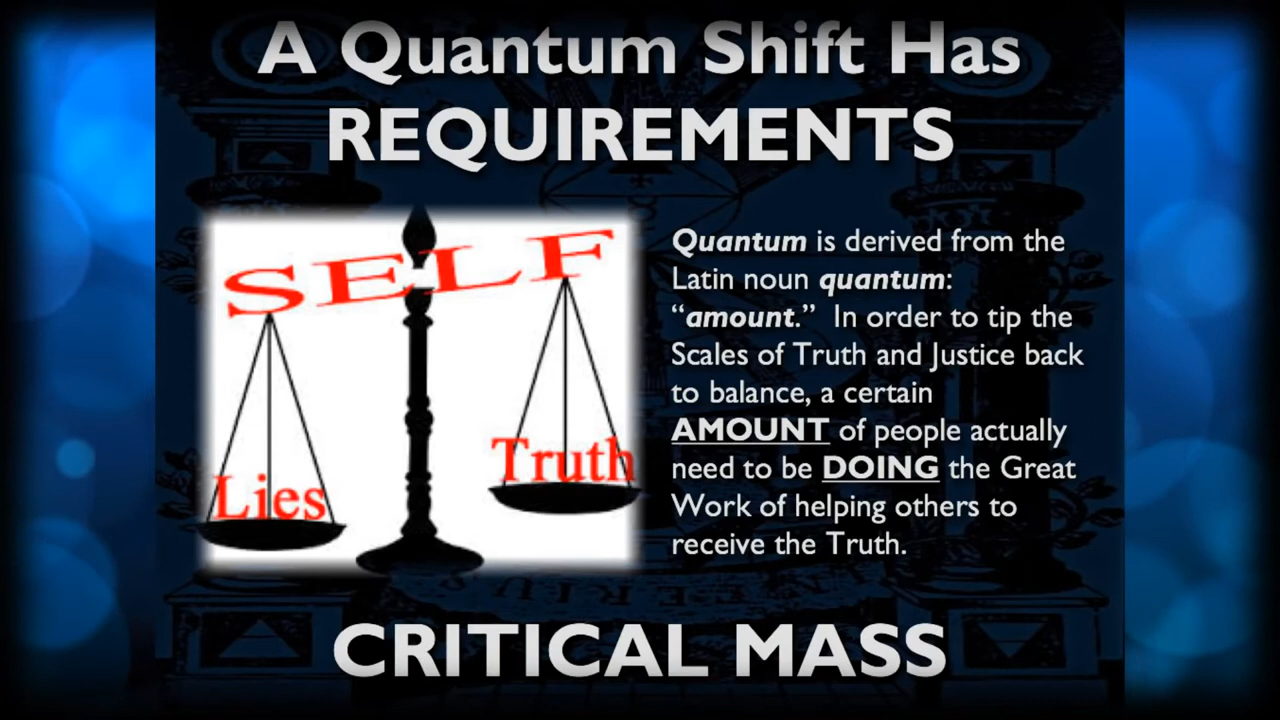 A Quantum Shift Has
REQUIREMENTS
SELF
Lies
Truth
Quantum is derived from the
Latin noun quantum:
“amount.” In order to tip the
Scales of Truth and Justice back
to balance, a certain
AMOUNT of people actually
need to be DOING the Great
Work of helping others to
receive the Truth.
CRITICAL MASS